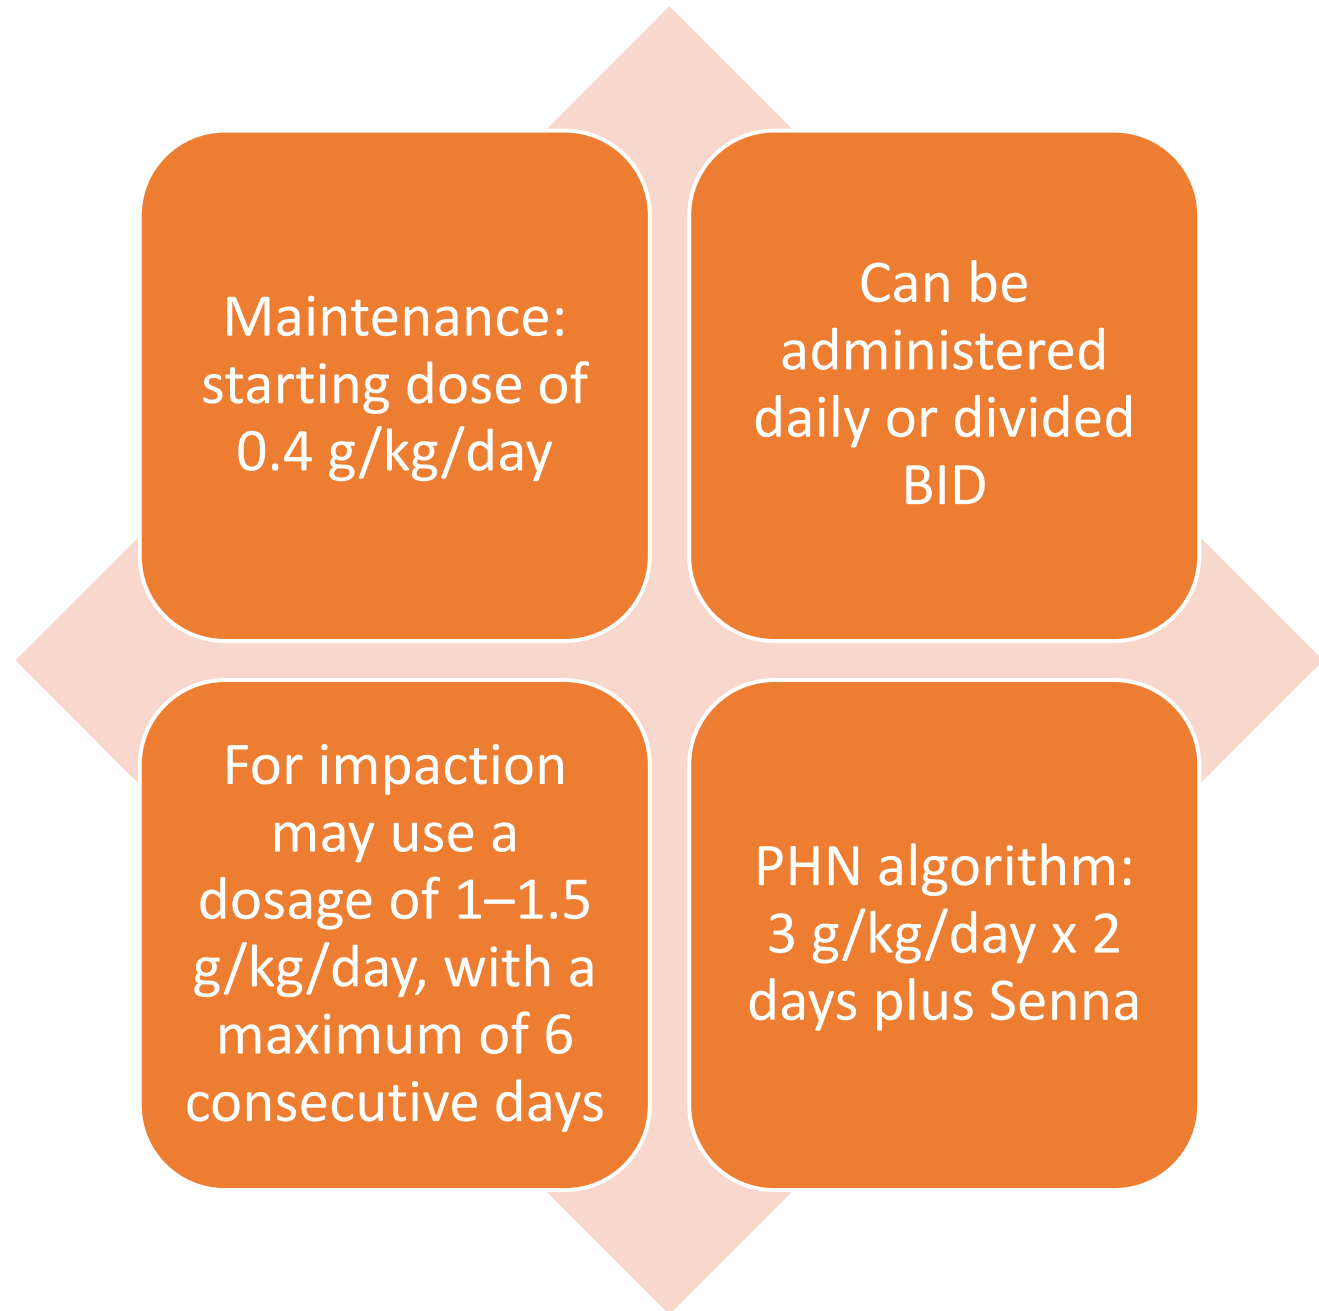 Maintenance:
starting dose of
0.4 g/kg/day
Can be
administered
daily or divided
BID
For impaction
may use a
dosage of 1–1.5
g/kg/day, with a
maximum of 6
consecutive days
PHN algorithm:
3 g/kg/day x 2
days plus Senna